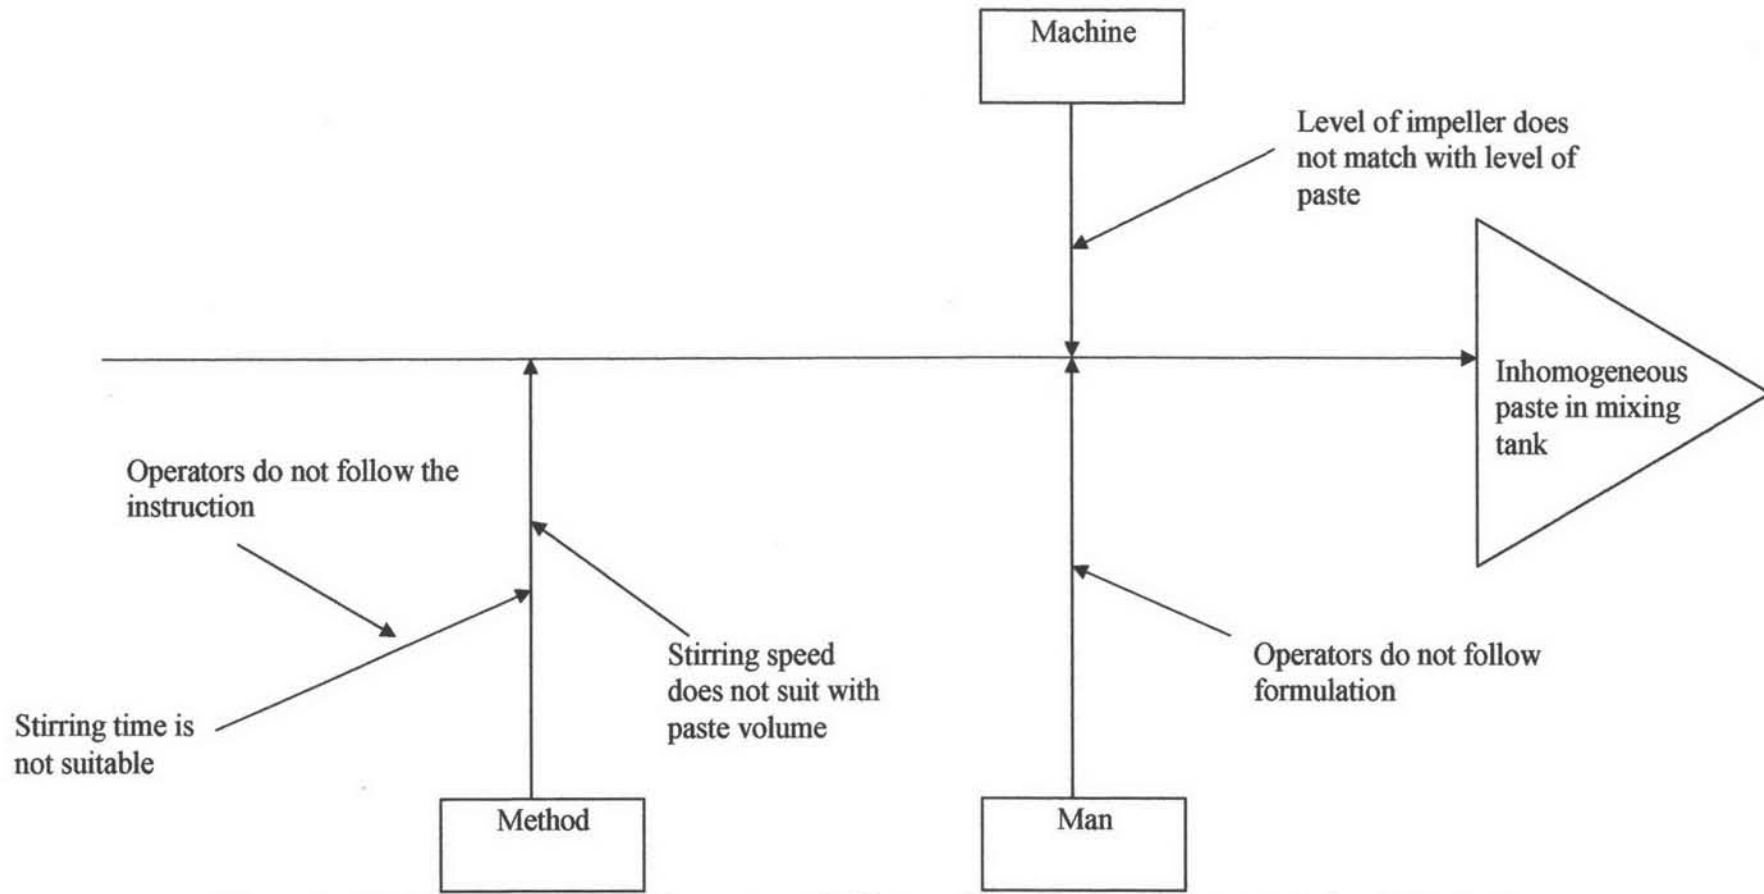 Machine
Level of impeller does
not match with level of
paste
Inhomogeneous
paste in mixing
tank
Operators do not follow the
instruction
Stirring speed
does not suit with
paste volume
Operators do not follow
formulation
Stirring time is
not suitable
Method
Man